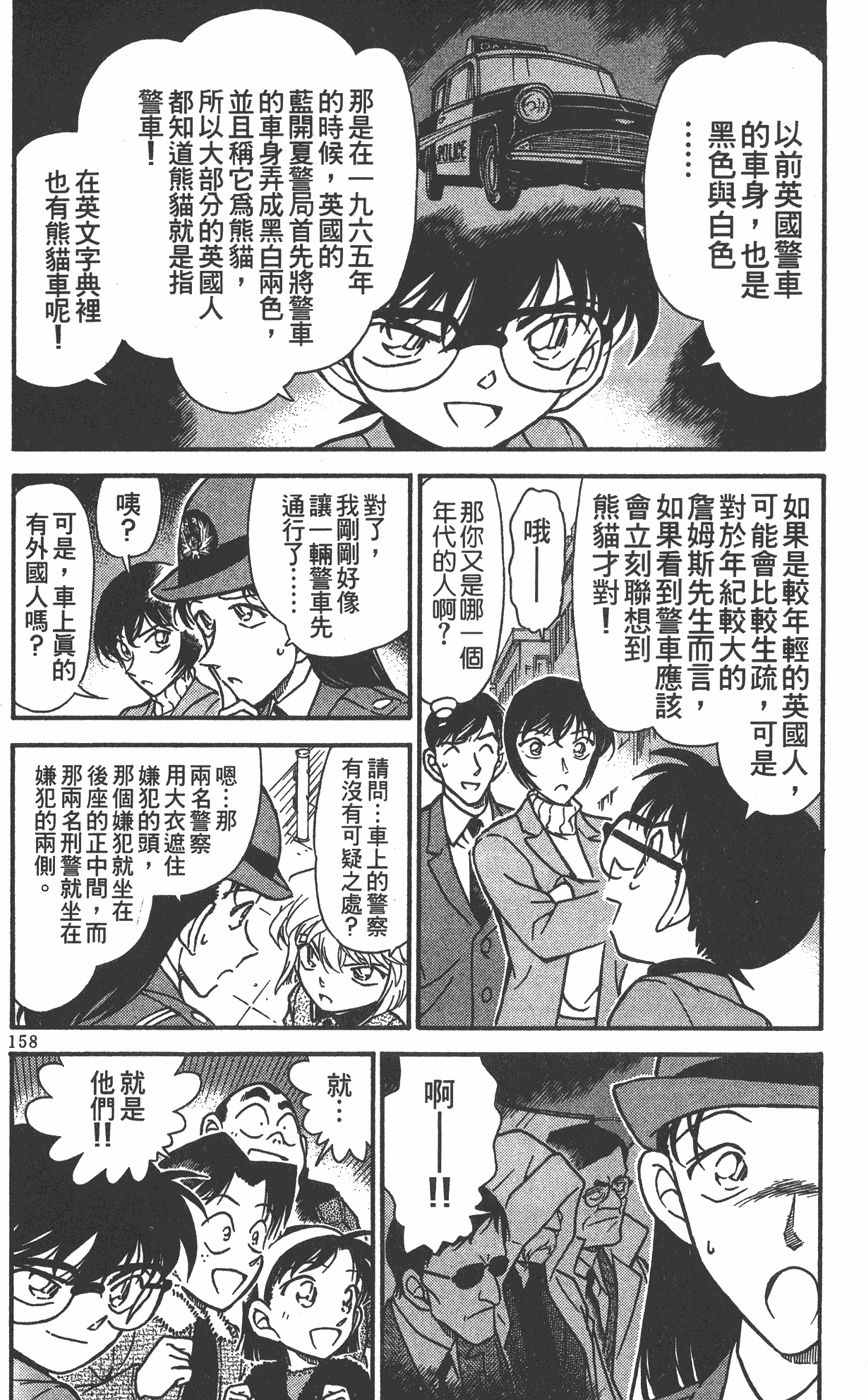 以前英國警車
的車身，也是
黑色與白色
……
POLICE
那是在一九六五年
的時候，英國的
藍開夏警局首先將警車
的車身弄成黑白兩色，
並且稱它為熊貓，
所以大部分的英國人
都知道熊貓就是指
警車！
在英文字典裡
也有熊貓車呢！
如果是較年輕的英國人，
可能會比較生疏，可是
對於年紀較大的
詹姆斯先生而言，
如果看到警車應該
會立刻聯想到
熊貓才對！
哦——
那你又是哪一個
年代的人啊？
對了，
我剛剛好像
讓一輛警車先
通行了……
咦？
可是，車上真的
有外國人嗎？
請問…車上的警察
有沒有可疑之處？
嗯…那
兩名警察
用大衣遮住
嫌犯的頭，
那個嫌犯就坐在
後座的正中間，而
那兩名刑警就坐在
嫌犯的兩側。
158
啊——！！
就…
就是
他們！！